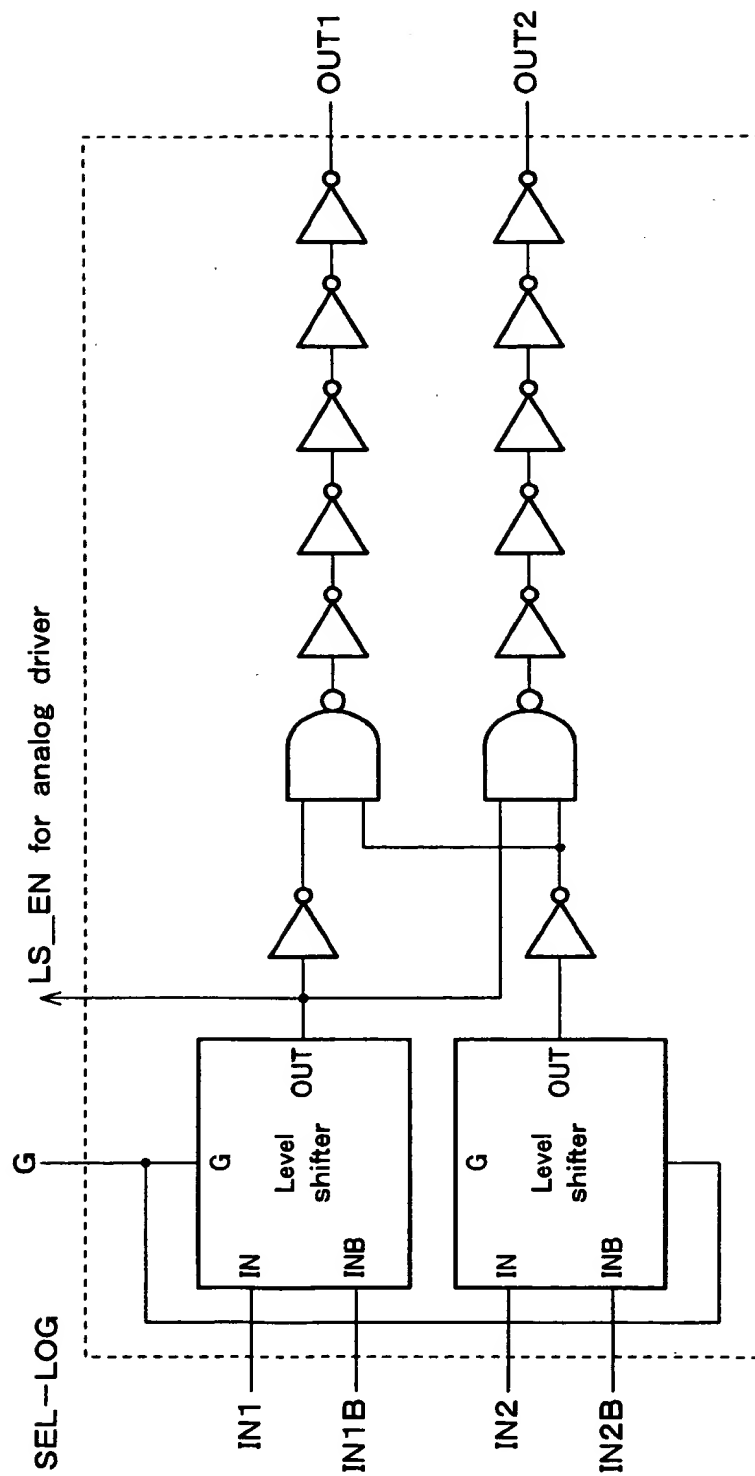 SEL-LOG
G
LS_EN for analog driver
IN1
IN1B
IN2
IN2B
G
IN
INB
Level
shifter
OUT
G
IN
INB
Level
shifter
OUT
OUT1
OUT2